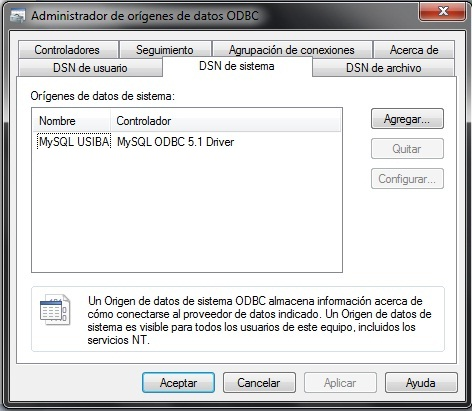 Administrador de orígenes de datos ODBC
Controladores Seguimiento Agrupación de conexiones Acerca de
DSN de usuario DSN de sistema DSN de archivo
Orígenes de datos de sistema:
Nombre Controlador
MySQL USIBA MySQL ODBC 5.1 Driver
Agregar...
Quitar
Configurar...
Un Origen de datos de sistema ODBC almacena información acerca de
cómo conectarse al proveedor de datos indicado. Un Origen de datos de
sistema es visible para todos los usuarios de este equipo, incluidos los
servicios NT.
Aceptar Cancelar Aplicar Ayuda